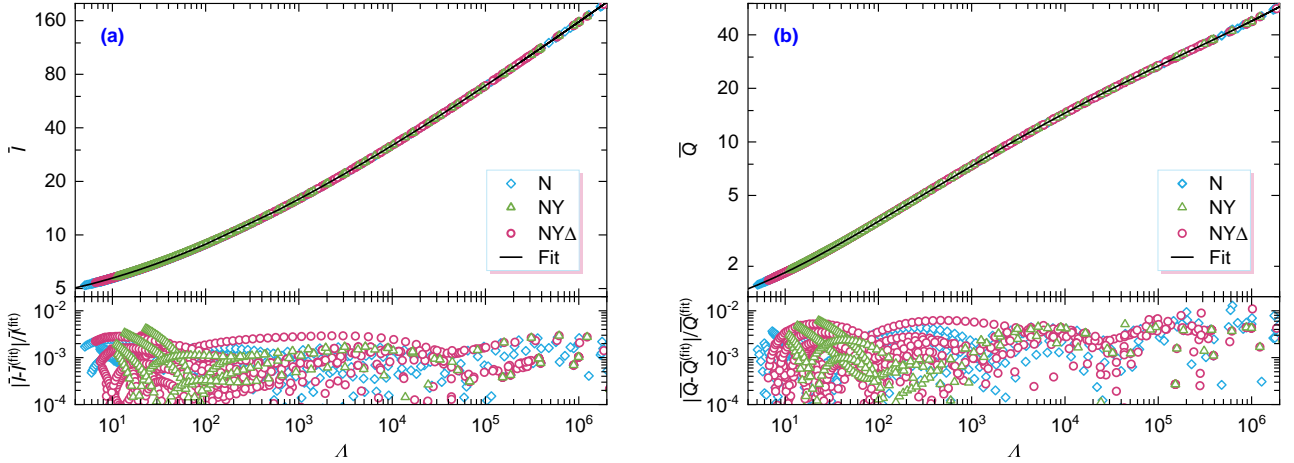 (a)
160
80
40
20
10
5
I̅
N
NY
NYΔ
Fit
10⁻²
10⁻³
10⁻⁴
|I̅-I̅⁽ᶠⁱᵗ⁾|/I̅⁽ᶠⁱᵗ⁾
10¹ 10² 10³ 10⁴ 10⁵ 10⁶
Λ
(b)
40
20
10
5
2
Q̅
N
NY
NYΔ
Fit
10⁻²
10⁻³
10⁻⁴
|Q̅-Q̅⁽ᶠⁱᵗ⁾|/Q̅⁽ᶠⁱᵗ⁾
10¹ 10² 10³ 10⁴ 10⁵ 10⁶
Λ